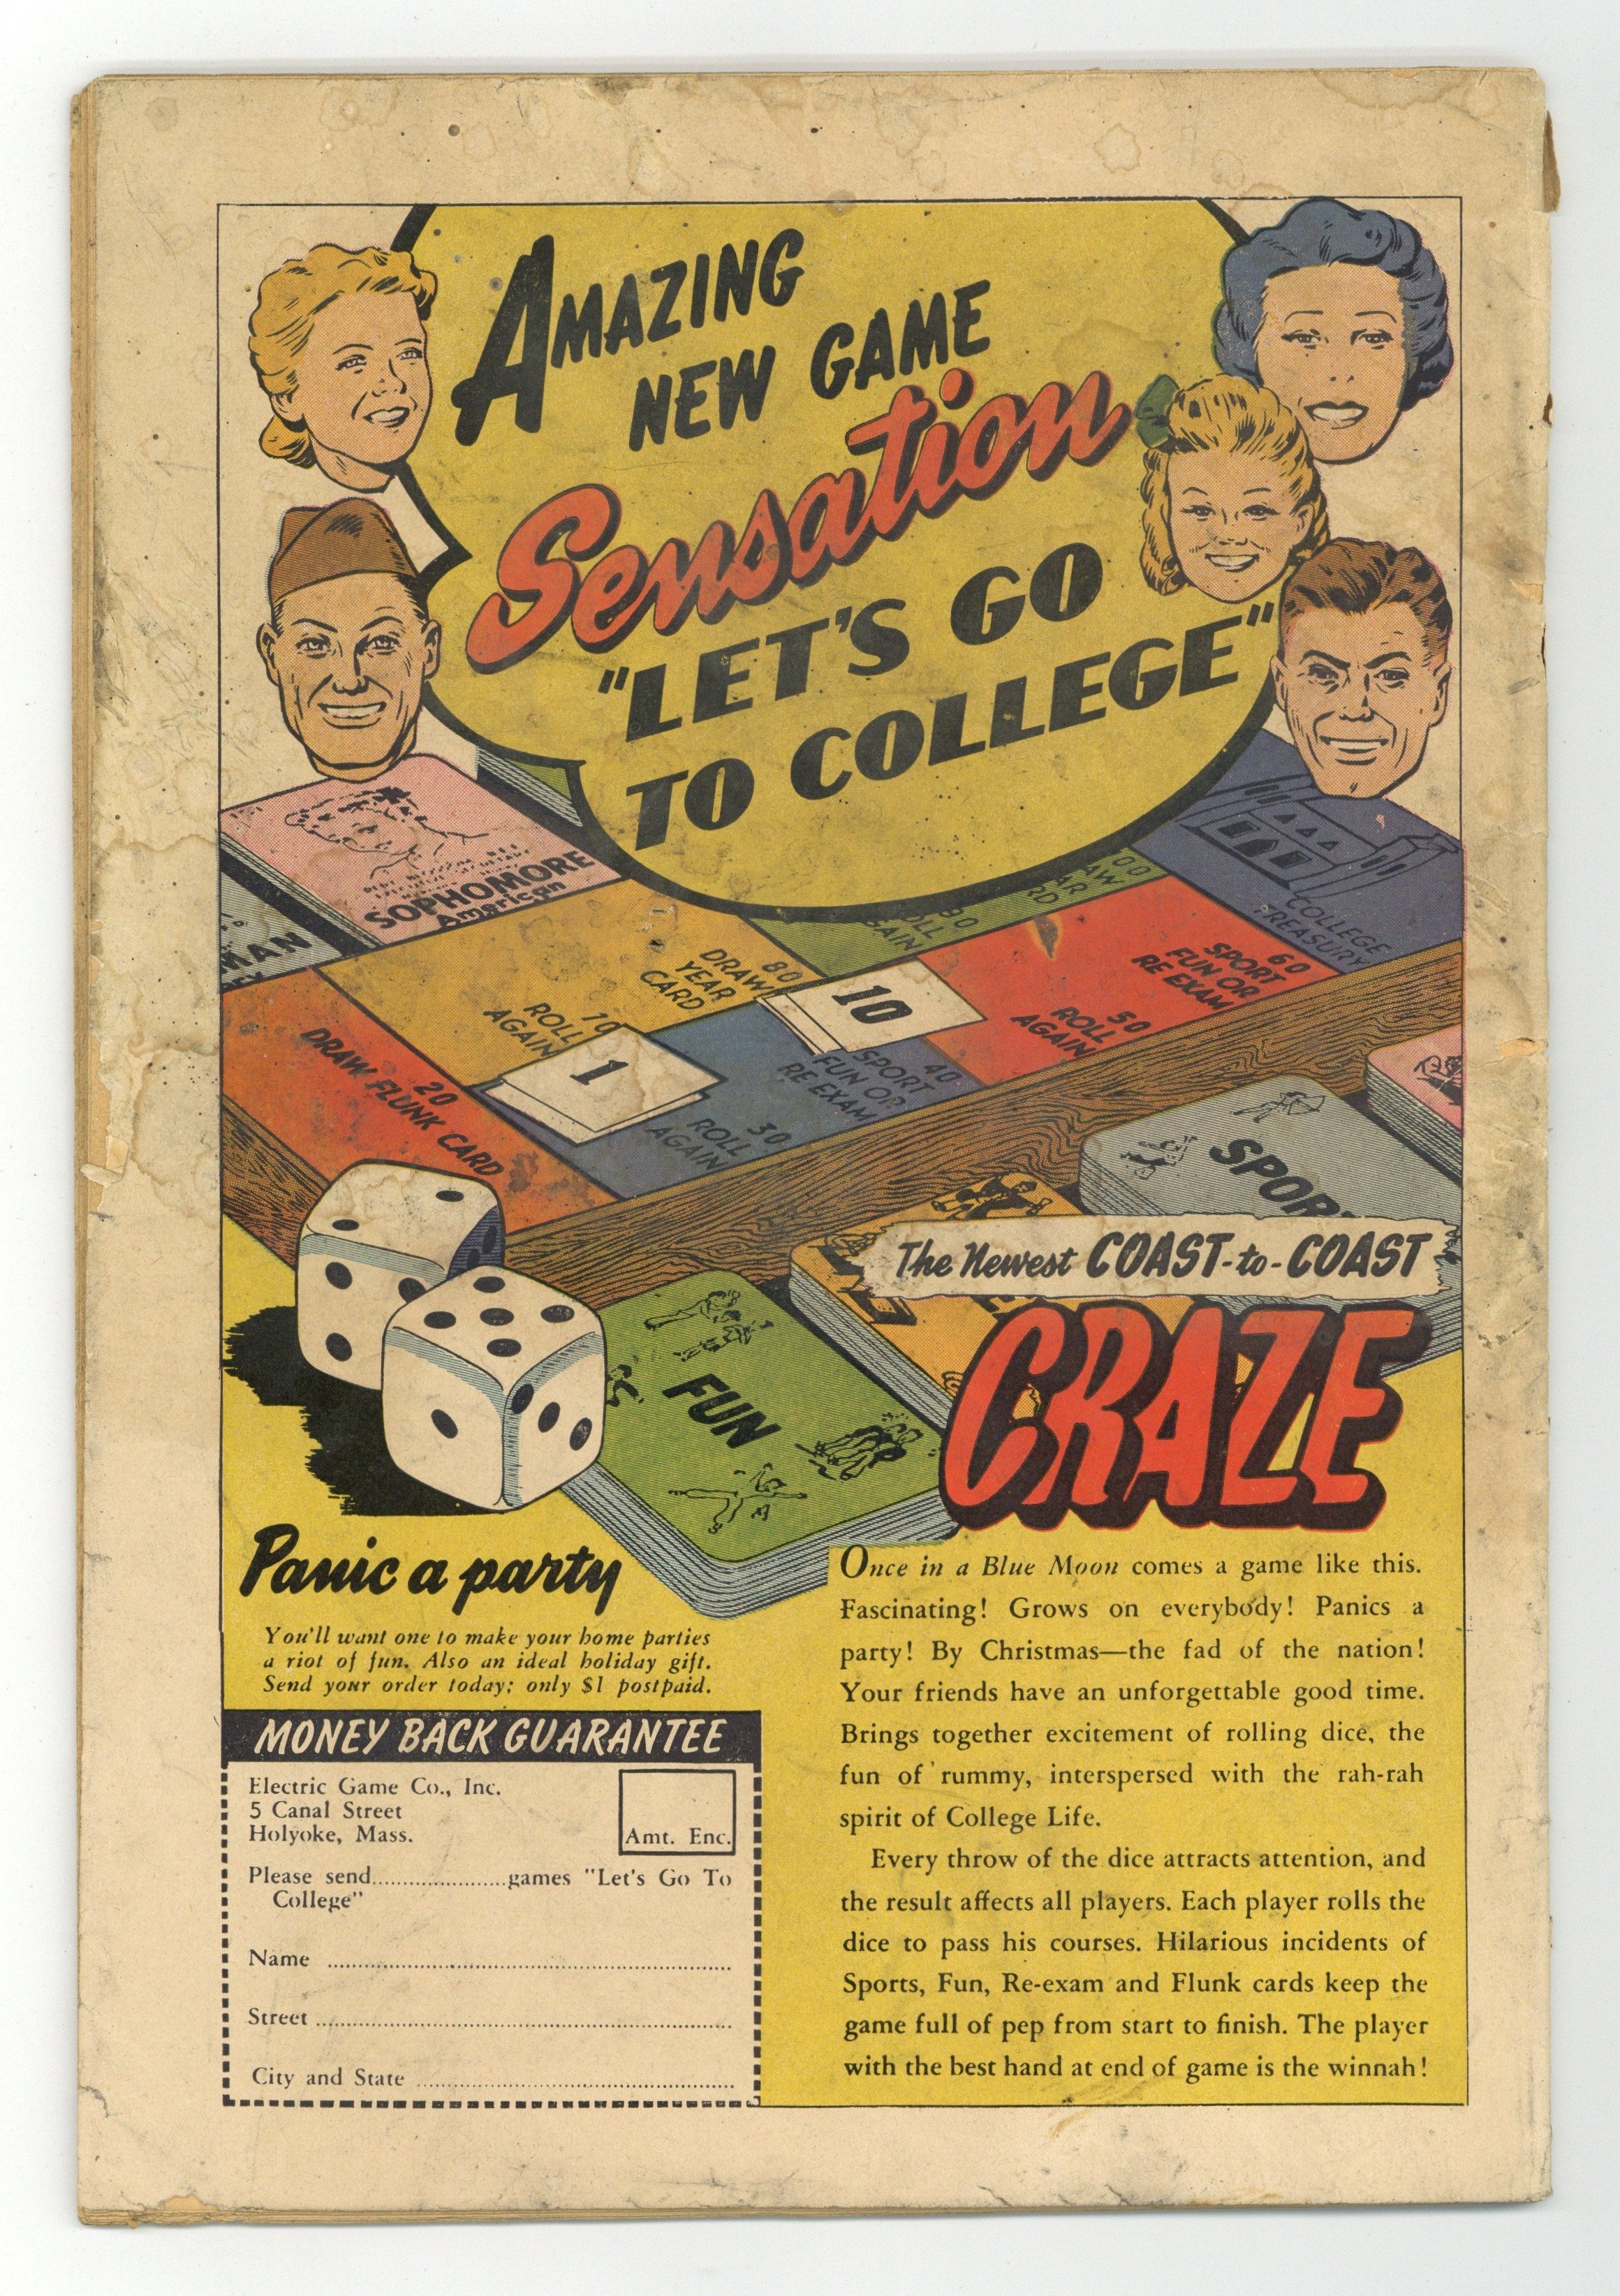 AMAZING
NEW GAME
Sensation
"LET'S GO
TO COLLEGE"
SOPHOMORE
American
MAN
COLLEGE
TREASURY
80
DRAW
YEAR
CARD
10
ROLL
AGAIN
1
10
20
DRAW FLUNK CARD
30
ROLL
AGAIN
40
SPORT
FUN OR
RE EXAM
50
ROLL
AGAIN
60
SPORT
FUN OR
RE EXAM
90
SPOR
FUN
The Newest COAST-to-COAST
CRAZE
Panic a party
You'll want one to make your home parties
a riot of fun. Also an ideal holiday gift.
Send your order today; only $1 postpaid.
MONEY BACK GUARANTEE
Electric Game Co., Inc.
5 Canal Street
Holyoke, Mass.
Amt. Enc.
Please send......................games "Let's Go To
College"
Name
Street
City and State
Once in a Blue Moon comes a game like this.
Fascinating! Grows on everybody! Panics a
party! By Christmas—the fad of the nation!
Your friends have an unforgettable good time.
Brings together excitement of rolling dice, the
fun of rummy, interspersed with the rah-rah
spirit of College Life.
Every throw of the dice attracts attention, and
the result affects all players. Each player rolls the
dice to pass his courses. Hilarious incidents of
Sports, Fun, Re-exam and Flunk cards keep the
game full of pep from start to finish. The player
with the best hand at end of game is the winnah!